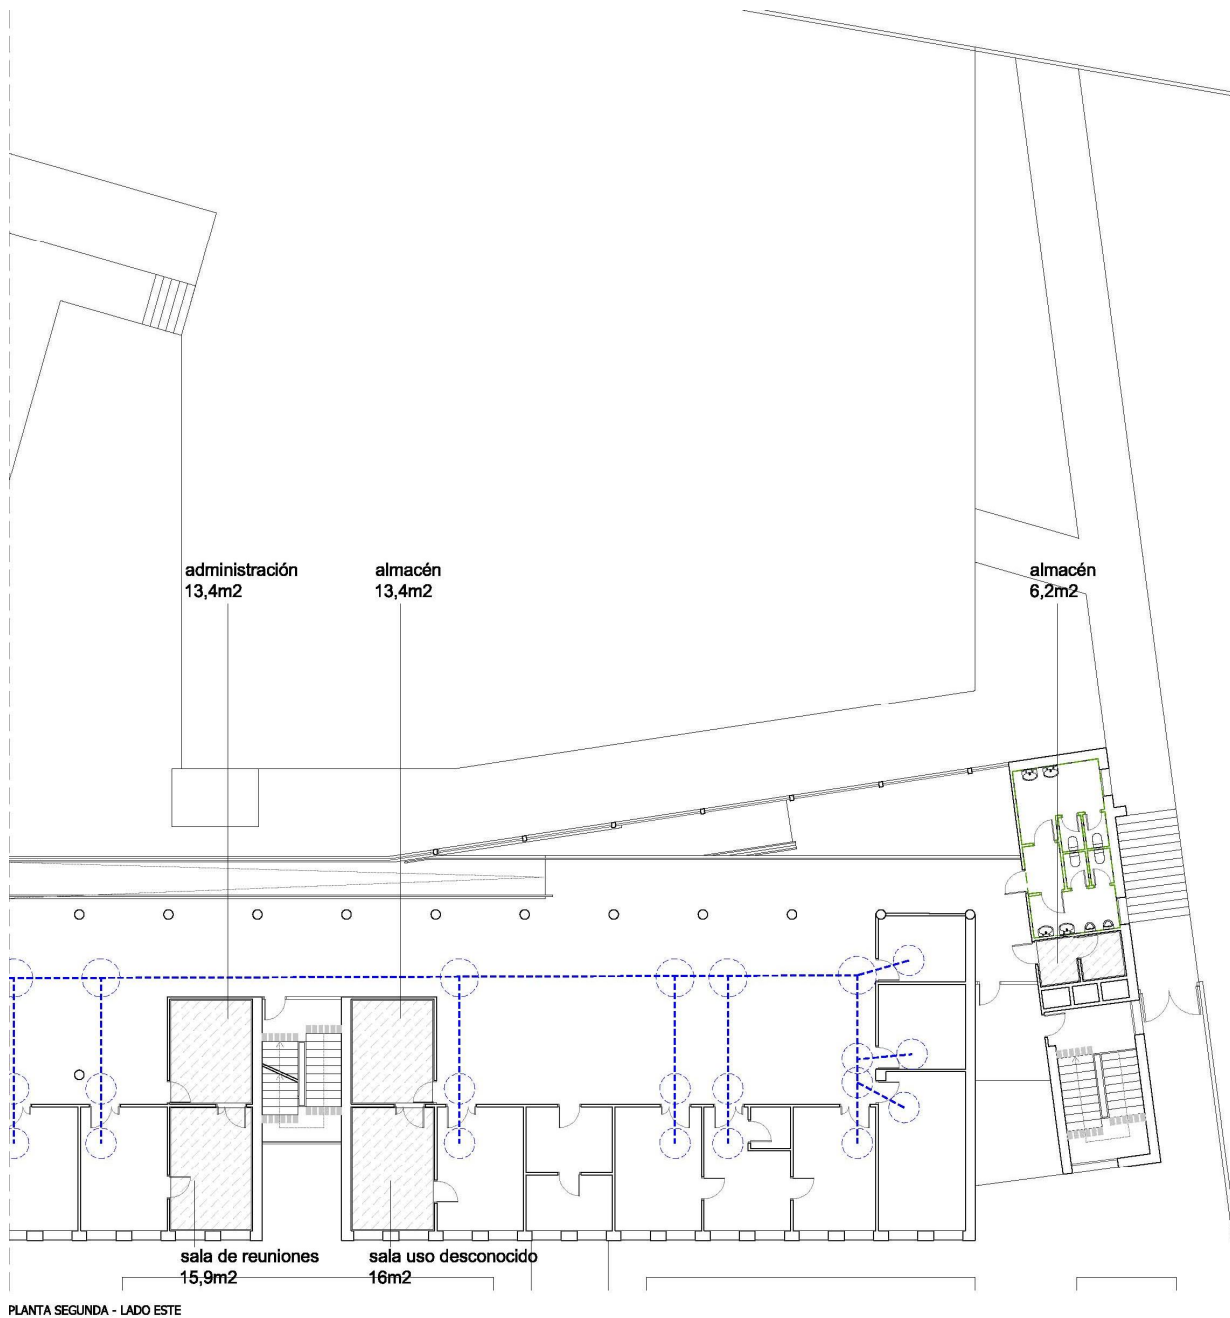 administración
13,4m2
almacén
13,4m2
almacén
6,2m2
sala de reuniones
15,9m2
sala uso desconocido
16m2
PLANTA SEGUNDA - LADO ESTE